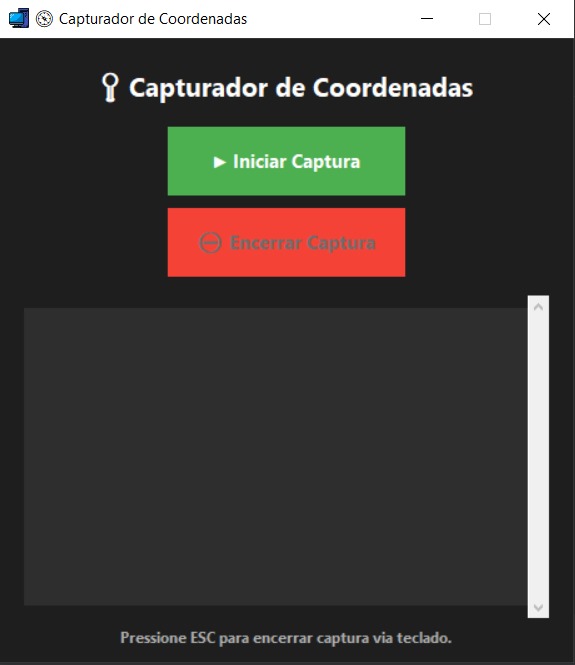 Capturador de Coordenadas
Capturador de Coordenadas
Iniciar Captura
Encerrar Captura
Pressione ESC para encerrar captura via teclado.